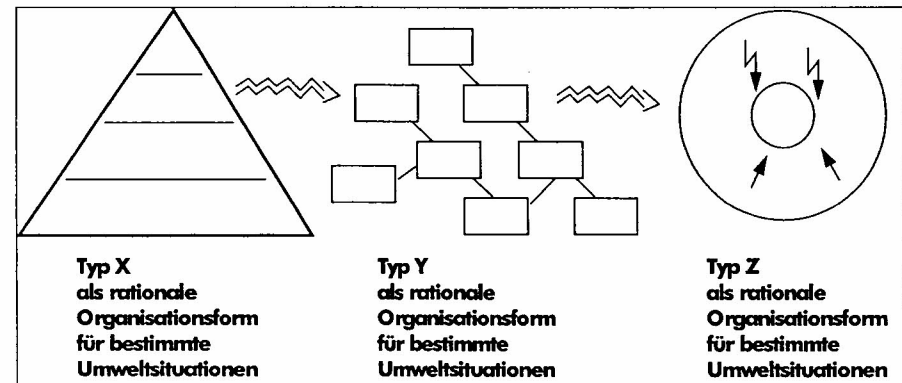 Typ X
als rationale
Organisationsform
für bestimmte
Umweltsituationen
Typ Y
als rationale
Organisationsform
für bestimmte
Umweltsituationen
Typ Z
als rationale
Organisationsform
für bestimmte
Umweltsituationen